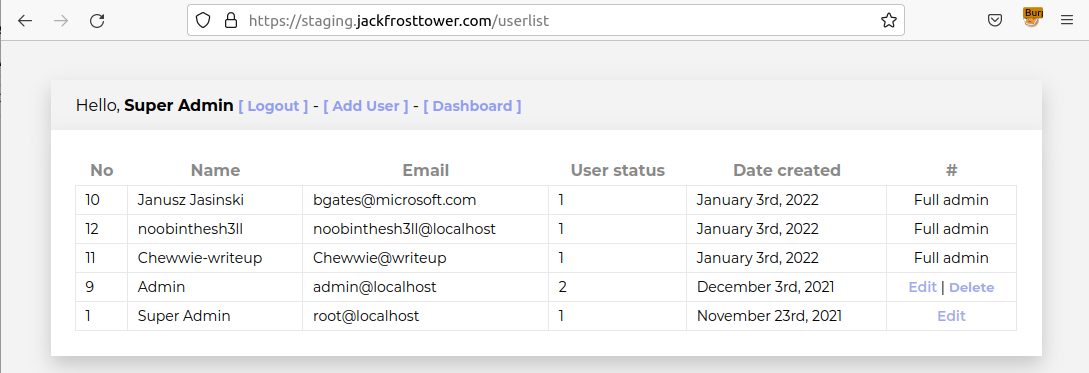 Buri
https://staging.jackfrosttower.com/userlist
Hello, Super Admin [ Logout ] - [ Add User ] - [ Dashboard ]
No Name Email User status Date created #
10 Janusz Jasinski bgates@microsoft.com 1 January 3rd, 2022 Full admin
12 noobinthesh3ll noobinthesh3ll@localhost 1 January 3rd, 2022 Full admin
11 Chewwie-writeup Chewwie@writeup 1 January 3rd, 2022 Full admin
9 Admin admin@localhost 2 December 3rd, 2021 Edit | Delete
1 Super Admin root@localhost 1 November 23rd, 2021 Edit